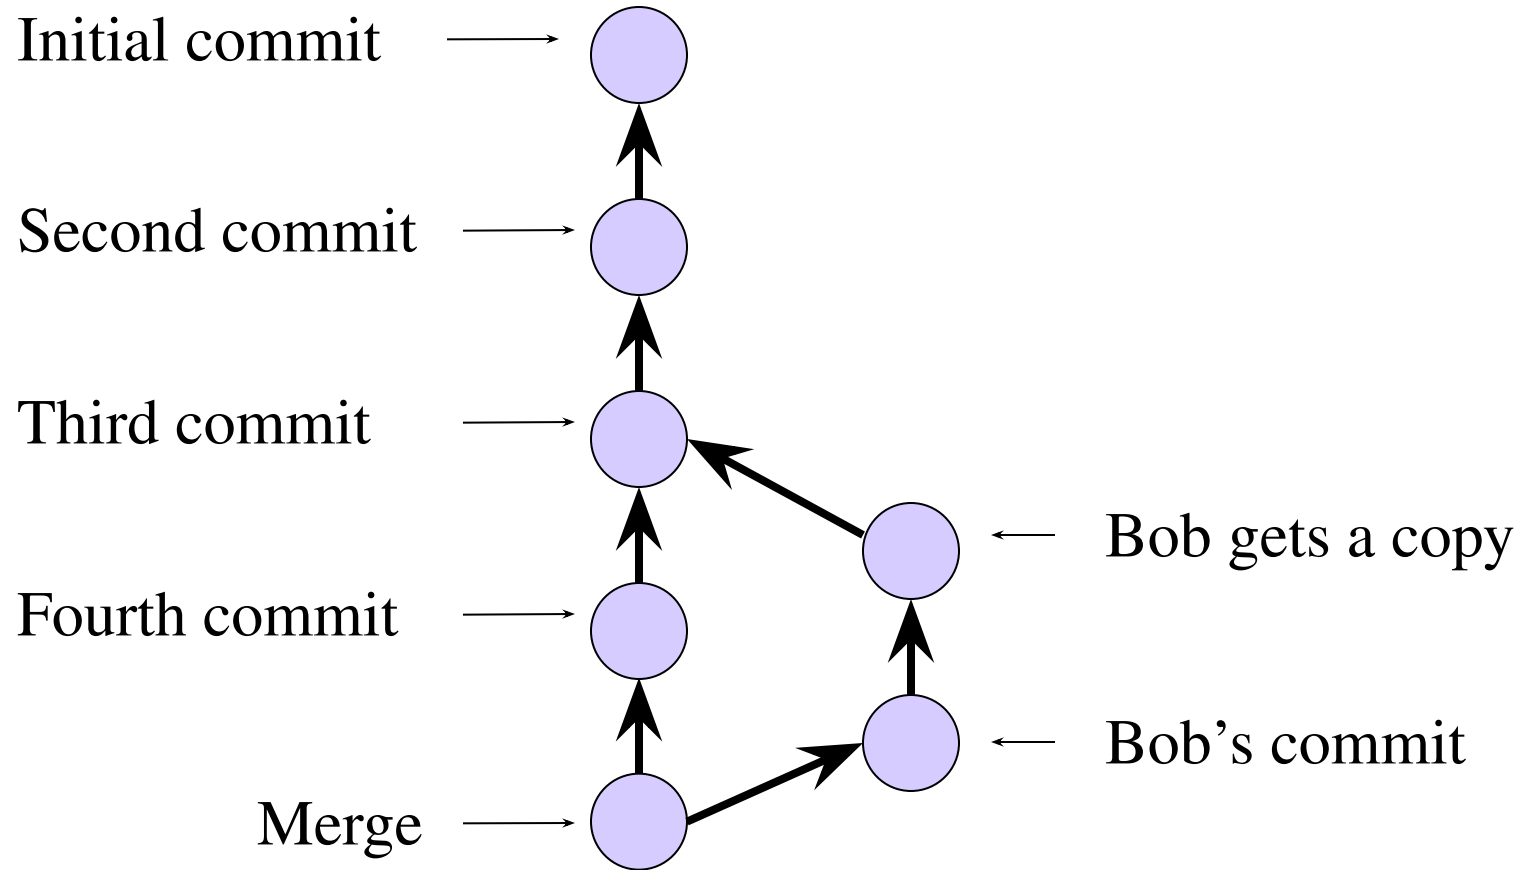 Initial commit
Second commit
Third commit
Bob gets a copy
Fourth commit
Bob’s commit
Merge